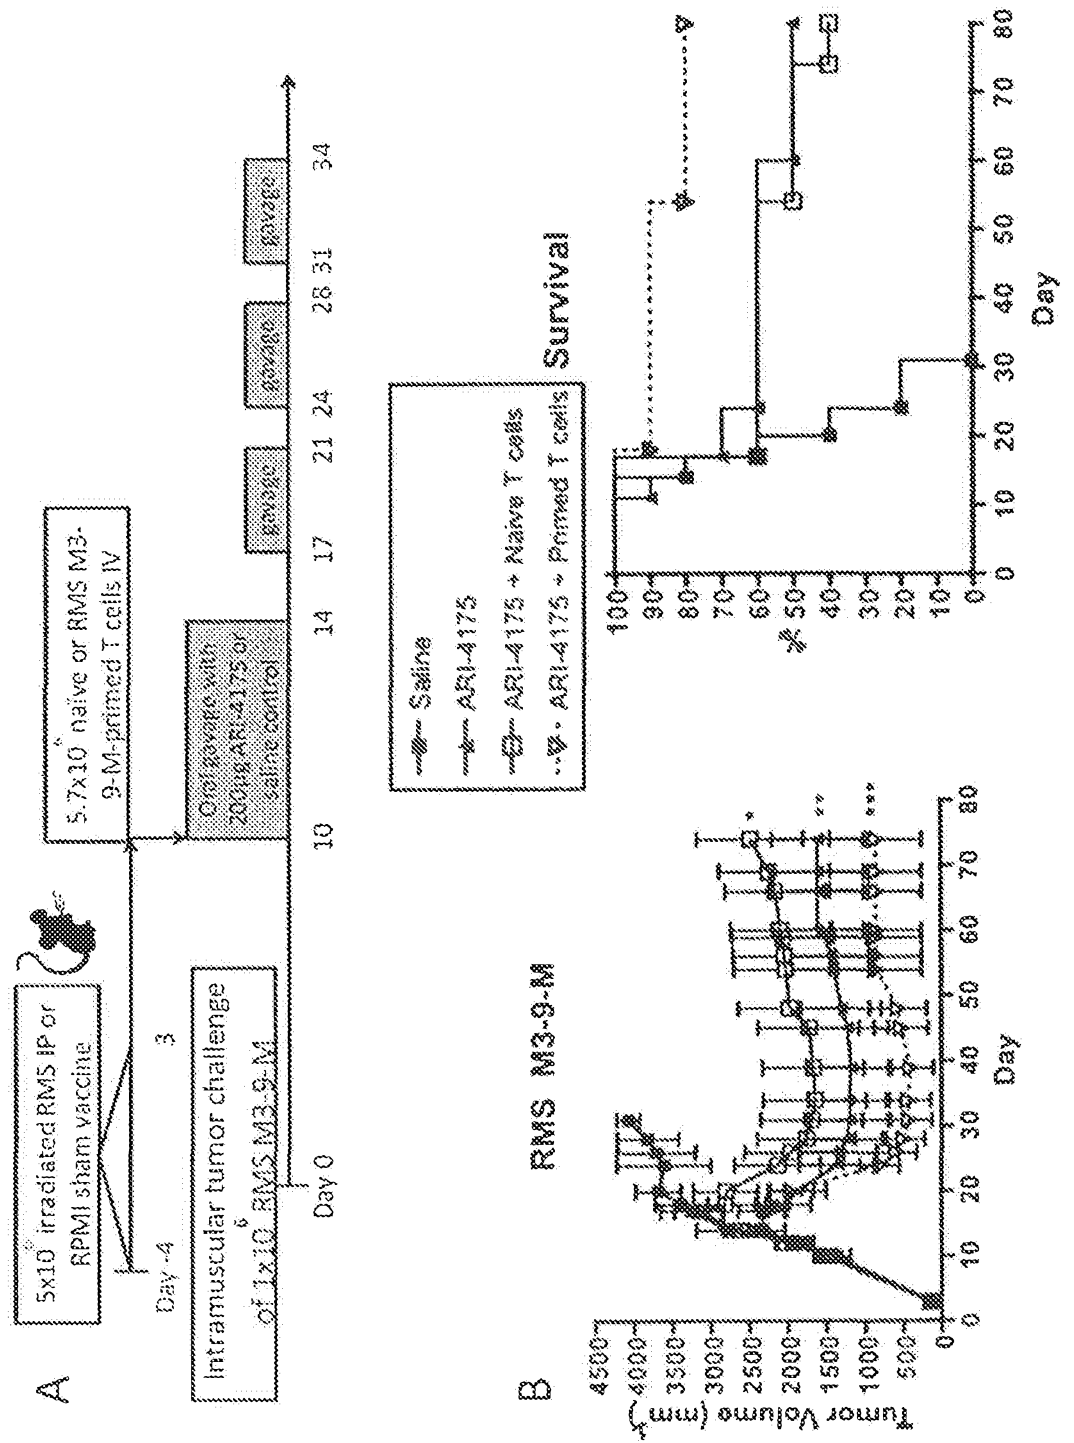 A
5x10⁶ irradiated RMS IP or
RPMI sham vaccine
5.7x10⁶ naïve or RMS M3-
9-M-primed T cells IV
Day -4
3
Intramuscular tumor challenge
of 1x10⁶ RMS M3-9-M
Oral gavage with
200ug ARI-4175 or
saline control
gavage
gavage
gavage
Day 0
10
14
17
21
24
28
31
34
B
RMS M3-9-M
Tumor Volume (mm³)
4500
4000
3500
3000
2500
2000
1500
1000
500
0
0
10
20
30
40
50
60
70
80
Day
*
**
***
Saline
ARI-4175
ARI-4175 + Naive T cells
ARI-4175 + Primed T cells
Survival
%
100
90
80
70
60
50
40
30
20
10
0
0
10
20
30
40
50
60
70
80
Day